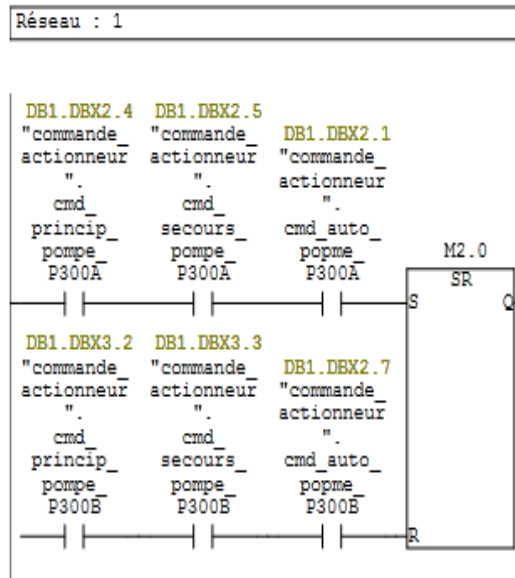 Réseau : 1
DB1.DBX2.4 DB1.DBX2.5
"commande_ "commande_ DB1.DBX2.1
actionneur actionneur "commande_
". ". actionneur
cmd_ cmd_ ".
princip_ secours_ cmd_auto_
pompe_ pompe_ popme_ M2.0
P300A P300A P300A SR
S Q
DB1.DBX3.2 DB1.DBX3.3
"commande_ "commande_ DB1.DBX2.7
actionneur actionneur "commande_
". ". actionneur
cmd_ cmd_ ".
princip_ secours_ cmd_auto_
pompe_ pompe_ popme_
P300B P300B P300B
R